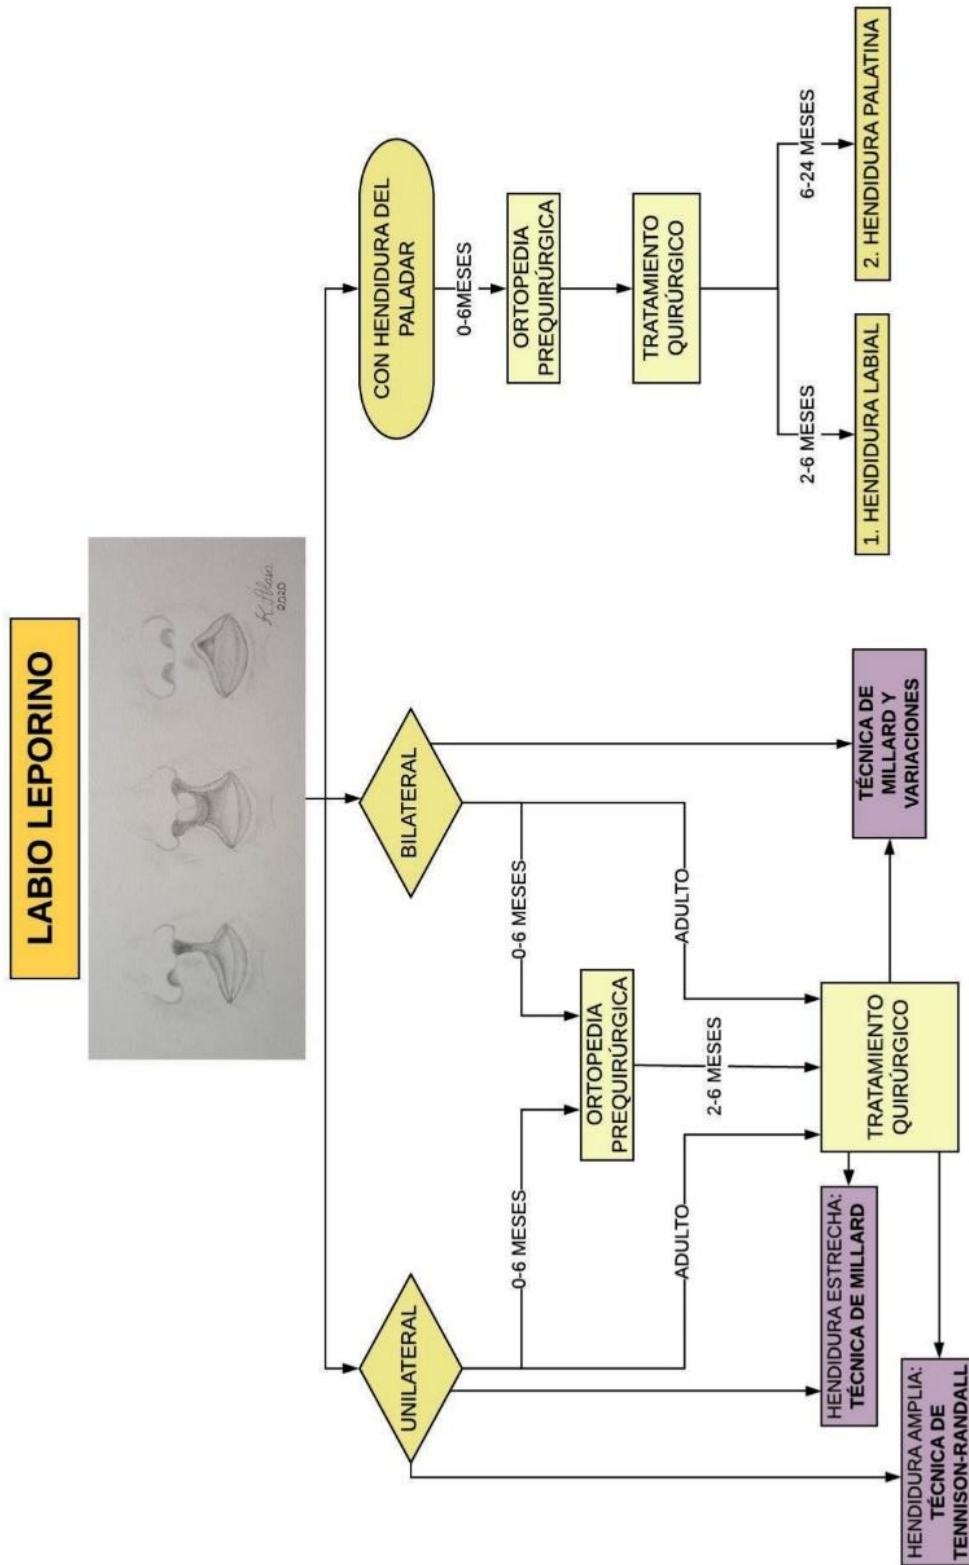 LABIO LEPORINO
K. Álava
2020
UNILATERAL
BILATERAL
CON HENDIDURA DEL
PALADAR
0-6 MESES
0-6 MESES
0-6MESES
ORTOPEDIA
PREQUIRÚRGICA
ORTOPEDIA
PREQUIRÚRGICA
ADULTO
2-6 MESES
ADULTO
TRATAMIENTO
QUIRÚRGICO
TRATAMIENTO
QUIRÚRGICO
2-6 MESES
6-24 MESES
HENDIDURA AMPLIA:
TÉCNICA DE
TENNISON-RANDALL
HENDIDURA ESTRECHA:
TÉCNICA DE MILLARD
TÉCNICA DE
MILLARD Y
VARIACIONES
1. HENDIDURA LABIAL
2. HENDIDURA PALATINA